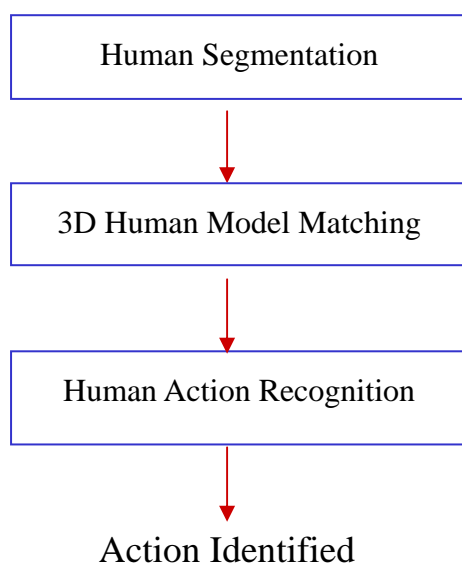 Human Segmentation
3D Human Model Matching
Human Action Recognition
Action Identified